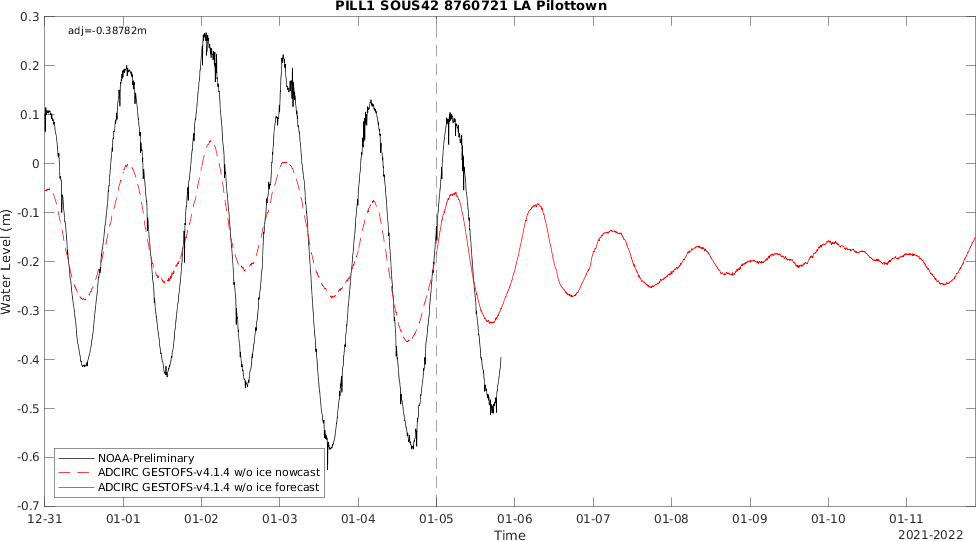 PILL1 SOUS42 8760721 LA Pilottown
adj=-0.38782m
0.3
0.2
0.1
0
-0.1
-0.2
-0.3
-0.4
-0.5
-0.6
-0.7
Water Level (m)
NOAA-Preliminary
ADCIRC GESTOFS-v4.1.4 w/o ice nowcast
ADCIRC GESTOFS-v4.1.4 w/o ice forecast
12-31 01-01 01-02 01-03 01-04 01-05 01-06 01-07 01-08 01-09 01-10 01-11
Time
2021-2022